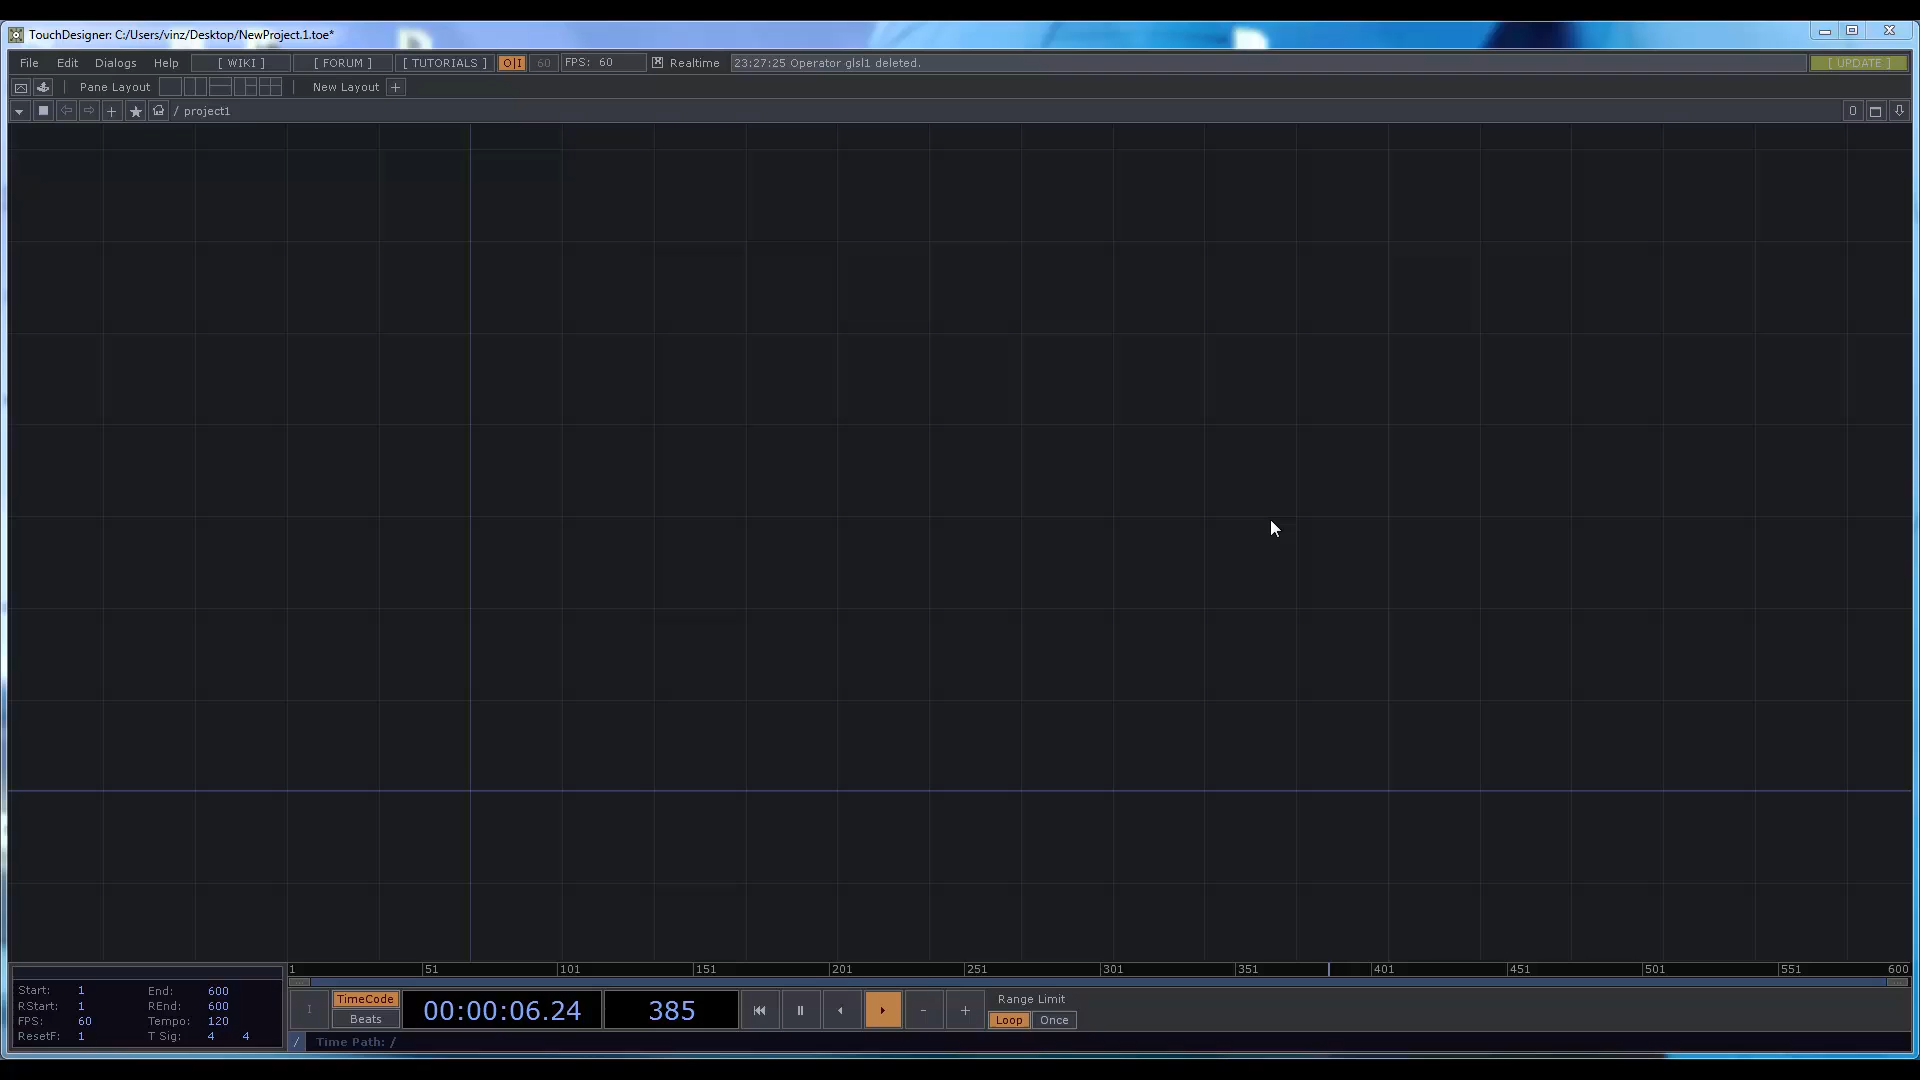 TouchDesigner: C:/Users/vinz/Desktop/NewProject.1.toe*
File Edit Dialogs Help [ WIKI ] [ FORUM ] [ TUTORIALS ] O|I 60 FPS: 60 Realtime 23:27:25 Operator glsl1 deleted. [ UPDATE ]
Pane Layout New Layout +
+ / project1 0
1 51 101 151 201 251 301 351 401 451 501 551 600
Start: 1 End: 600
RStart: 1 REnd: 600
FPS: 60 Tempo: 120
ResetF: 1 T Sig: 4 4
I TimeCode Beats 00:00:06.24 385 - + Range Limit
Loop Once
/ Time Path: /